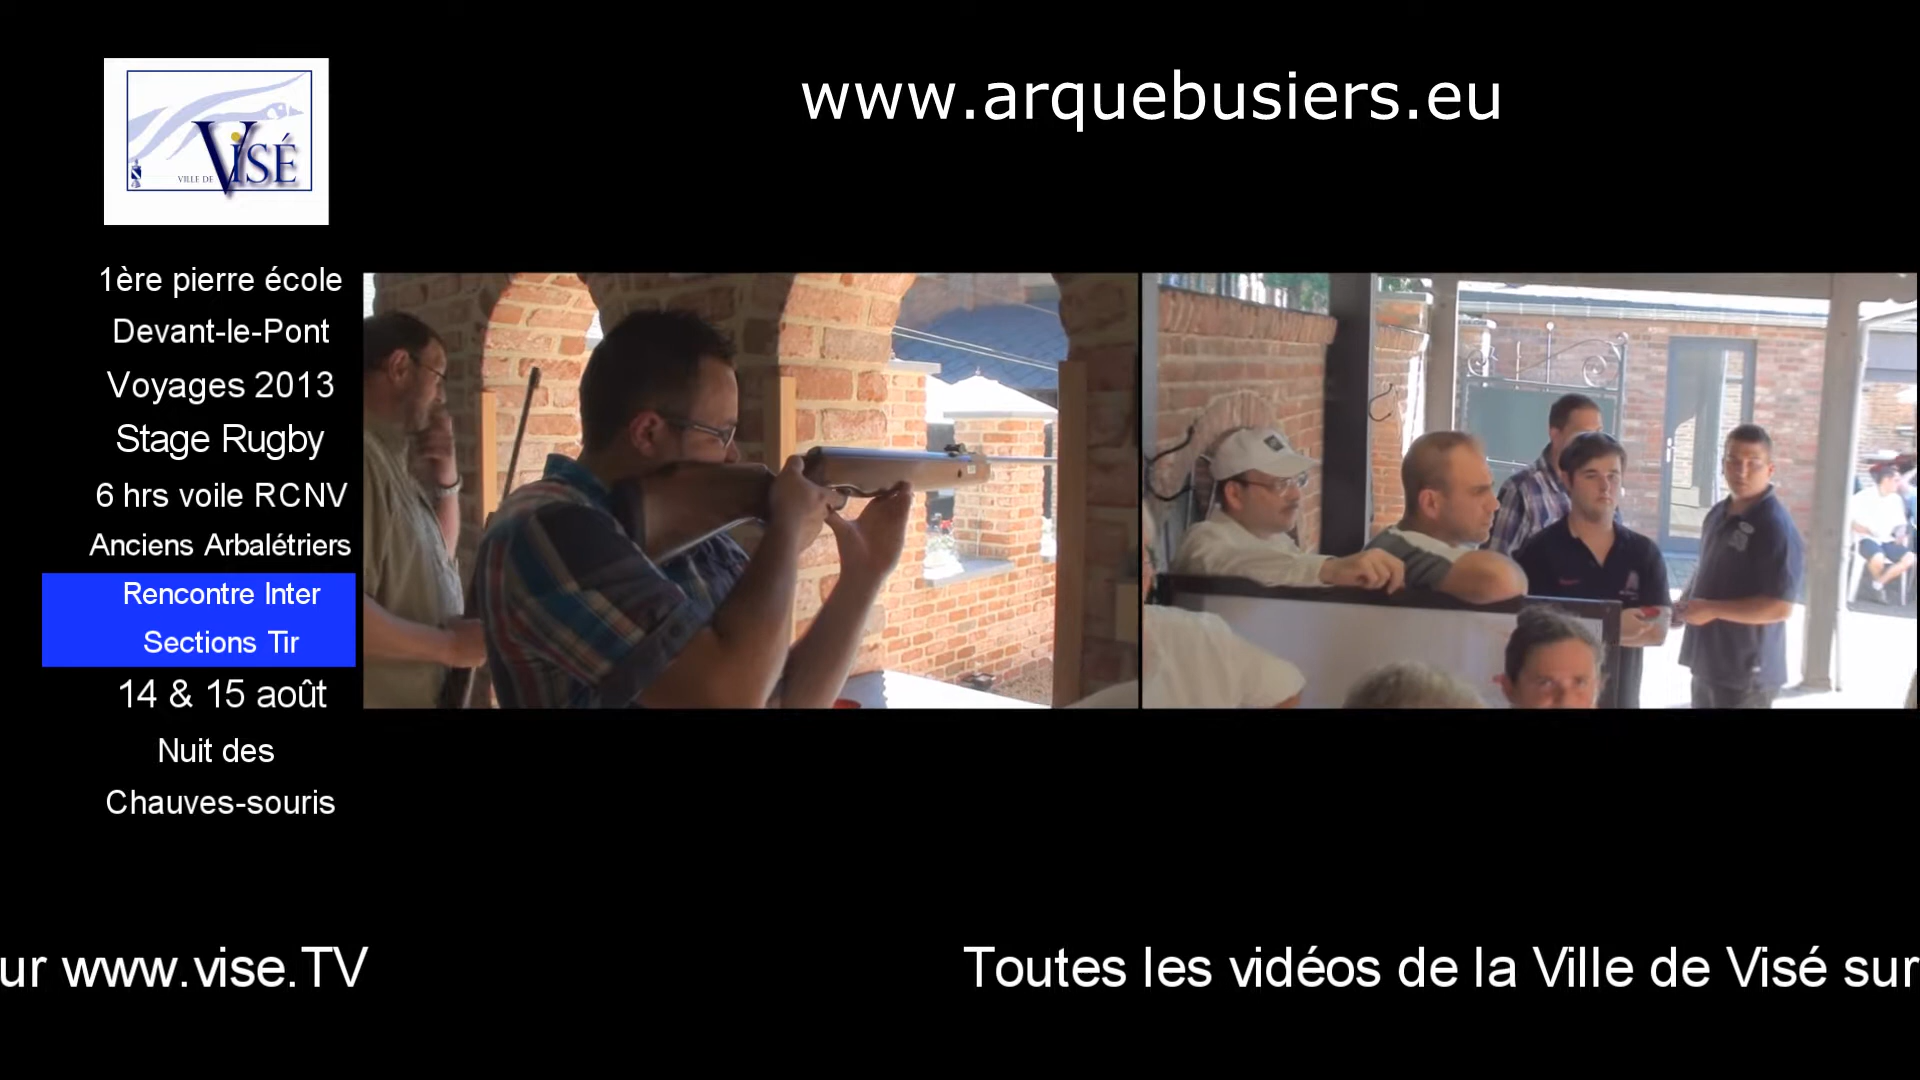 VILLE DE VISÉ
www.arquebusiers.eu
1ère pierre école
Devant-le-Pont
Voyages 2013
Stage Rugby
6 hrs voile RCNV
Anciens Arbalétriers
Rencontre Inter
Sections Tir
14 & 15 août
Nuit des
Chauves-souris
ur www.vise.TV
Toutes les vidéos de la Ville de Visé sur